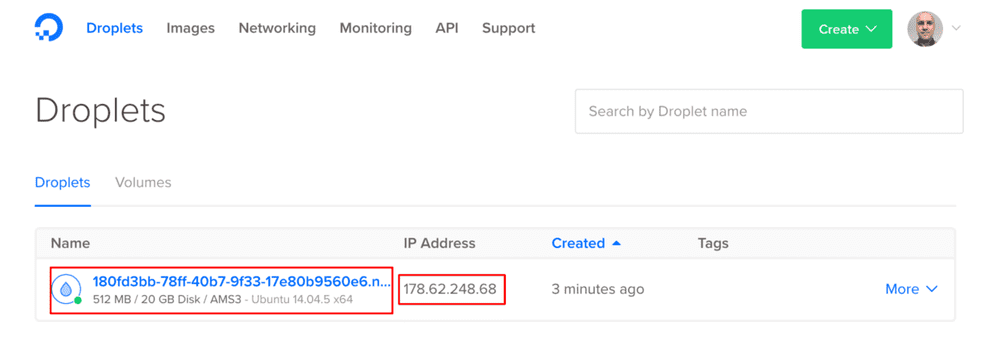 Droplets Images Networking Monitoring API Support Create
Droplets
Search by Droplet name
Droplets Volumes
Name IP Address Created Tags
180fd3bb-78ff-40b7-9f33-17e80b9560e6.n... 178.62.248.68 3 minutes ago More
512 MB / 20 GB Disk / AMS3 - Ubuntu 14.04.5 x64